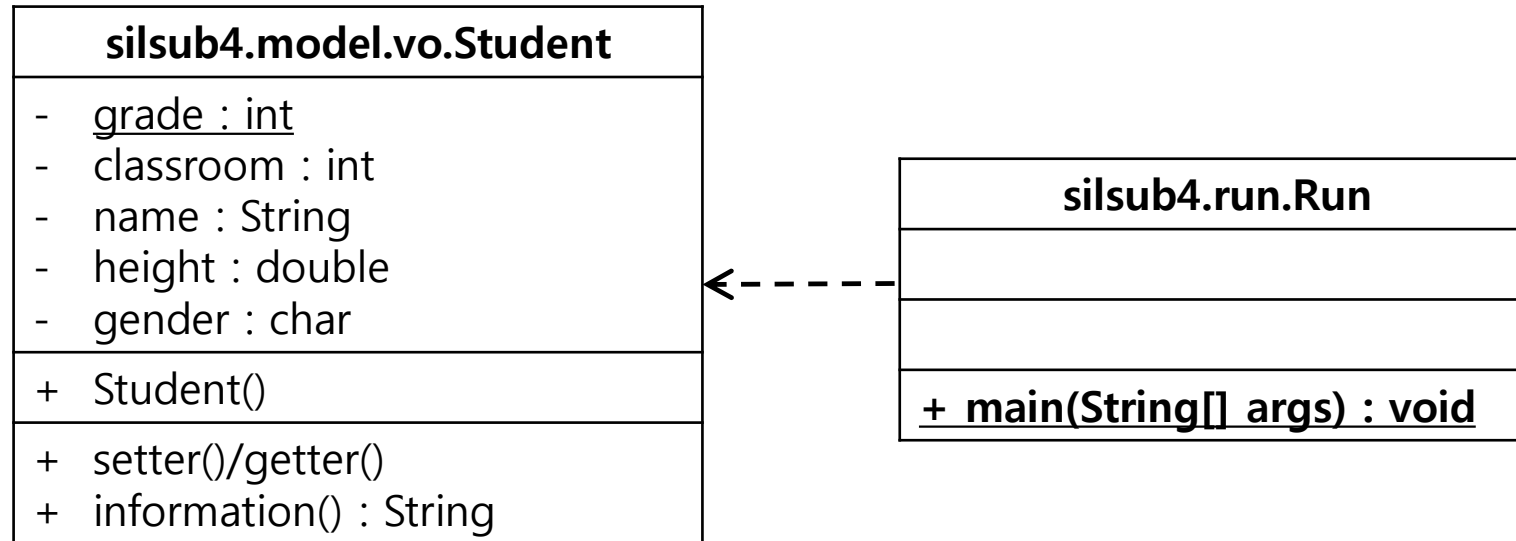 silsub4.model.vo.Student
- grade : int
- classroom : int
- name : String
- height : double
- gender : char
+ Student()
+ setter()/getter()
+ information() : String
silsub4.run.Run
+ main(String[] args) : void